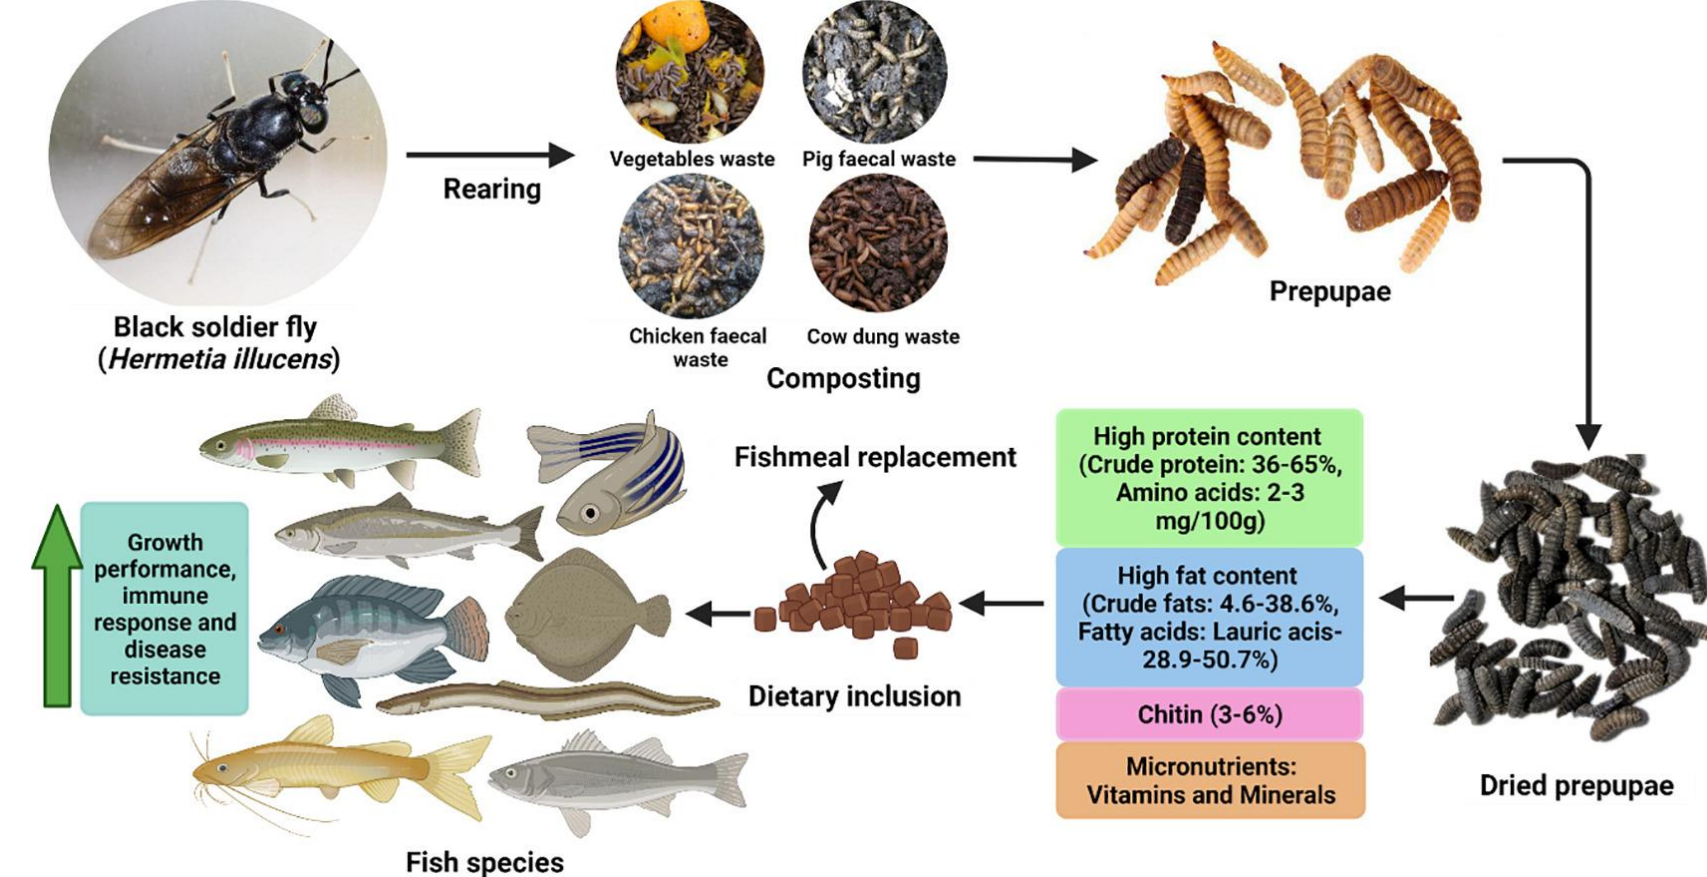 Rearing
Vegetables waste
Pig faecal waste
Chicken faecal
waste
Cow dung waste
Composting
Prepupae
Black soldier fly
(Hermetia illucens)
Fishmeal replacement
High protein content
(Crude protein: 36-65%,
Amino acids: 2-3
mg/100g)
High fat content
(Crude fats: 4.6-38.6%,
Fatty acids: Lauric acis-
28.9-50.7%)
Chitin (3-6%)
Micronutrients:
Vitamins and Minerals
Dried prepupae
Dietary inclusion
Growth
performance,
immune
response and
disease
resistance
Fish species